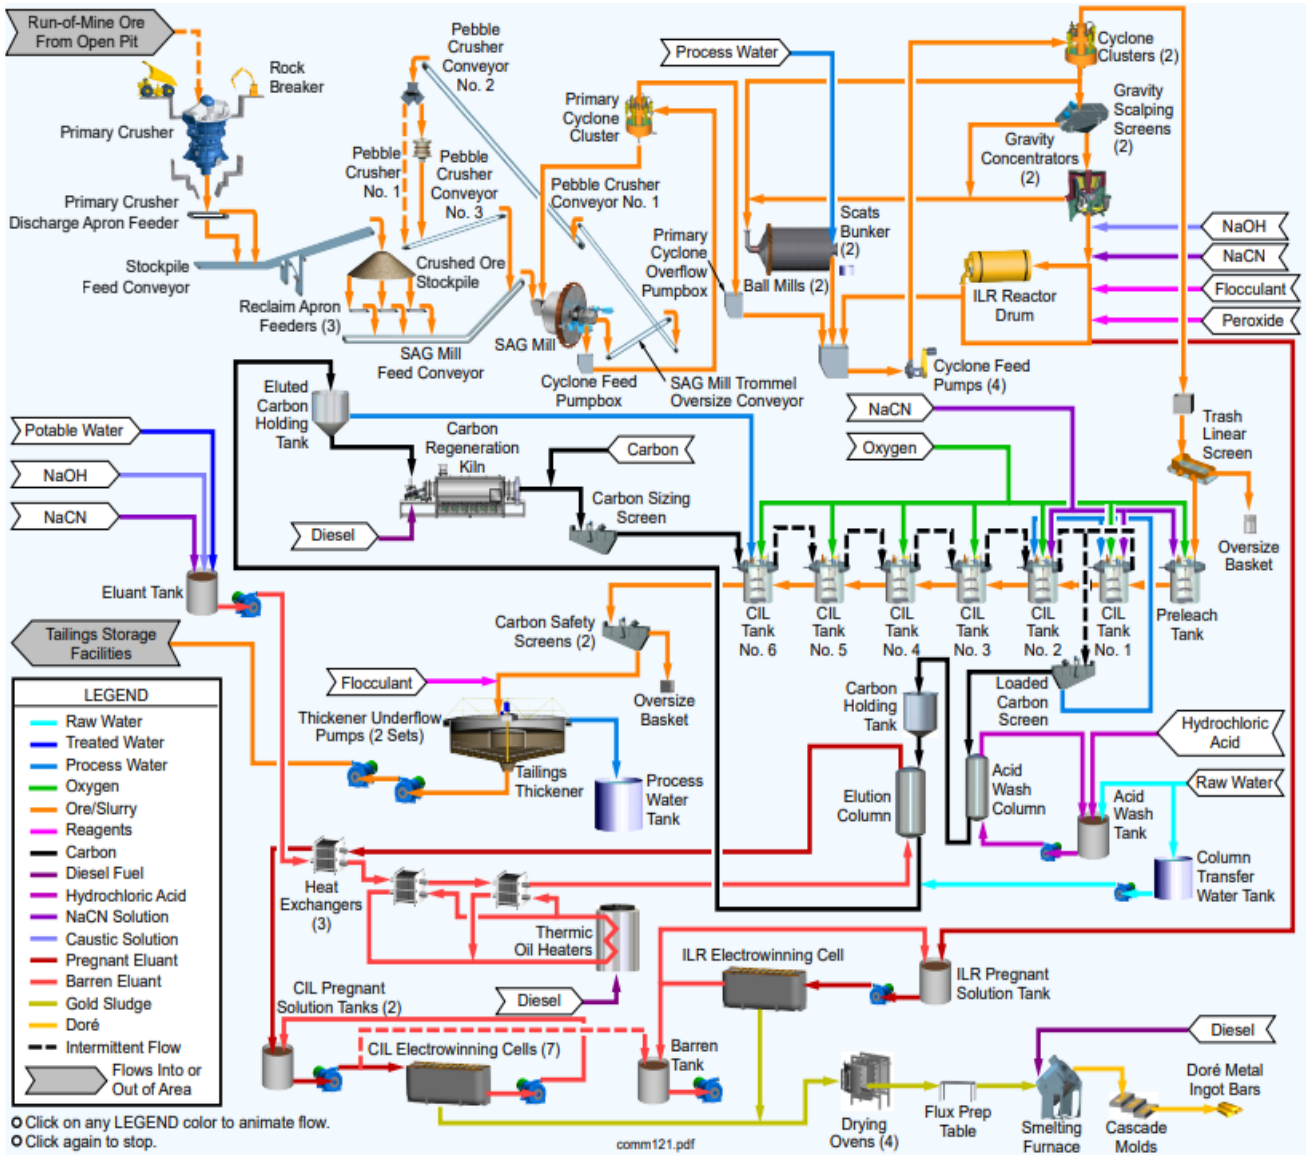 Run-of-Mine Ore
From Open Pit
Rock
Breaker
Primary Crusher
Primary Crusher
Discharge Apron Feeder
Stockpile
Feed Conveyor
Pebble
Crusher
Conveyor
No. 2
Pebble
Crusher
No. 1
Pebble
Crusher
Conveyor
No. 3
Crushed Ore
Stockpile
Reclaim Apron
Feeders (3)
SAG Mill
Feed Conveyor
Primary
Cyclone
Cluster
Pebble Crusher
Conveyor No. 1
SAG Mill
Cyclone Feed
Pumpbox
SAG Mill Trommel
Oversize Conveyor
Process Water
Primary
Cyclone
Overflow
Pumpbox
Scats
Bunker
(2)
Ball Mills (2)
Cyclone Feed
Pumps (4)
Cyclone
Clusters (2)
Gravity
Scalping
Screens
(2)
Gravity
Concentrators
(2)
ILR Reactor
Drum
NaOH
NaCN
Flocculant
Peroxide
Eluted
Carbon
Holding
Tank
Carbon
Regeneration
Kiln
Carbon
Carbon Sizing
Screen
Diesel
NaCN
Oxygen
Trash
Linear
Screen
Oversize
Basket
Potable Water
NaOH
NaCN
Eluant Tank
CIL
Tank
No. 6
CIL
Tank
No. 5
CIL
Tank
No. 4
CIL
Tank
No. 3
CIL
Tank
No. 2
CIL
Tank
No. 1
Preleach
Tank
Tailings Storage
Facilities
Carbon Safety
Screens (2)
Oversize
Basket
Flocculant
Thickener Underflow
Pumps (2 Sets)
Tailings
Thickener
Process
Water
Tank
Carbon
Holding
Tank
Loaded
Carbon
Screen
Hydrochloric
Acid
Raw Water
Elution
Column
Acid
Wash
Column
Acid
Wash
Tank
Column
Transfer
Water Tank
Heat
Exchangers
(3)
Thermic
Oil Heaters
Diesel
CIL Pregnant
Solution Tanks (2)
CIL Electrowinning Cells (7)
ILR Electrowinning Cell
ILR Pregnant
Solution Tank
Barren
Tank
Drying
Ovens (4)
Flux Prep
Table
Diesel
Smelting
Furnace
Cascade
Molds
Doré Metal
Ingot Bars
LEGEND
Raw Water
Treated Water
Process Water
Oxygen
Ore/Slurry
Reagents
Carbon
Diesel Fuel
Hydrochloric Acid
NaCN Solution
Caustic Solution
Pregnant Eluant
Barren Eluant
Gold Sludge
Doré
Intermittent Flow
Flows Into or
Out of Area
Click on any LEGEND color to animate flow.
Click again to stop.
comm121.pdf